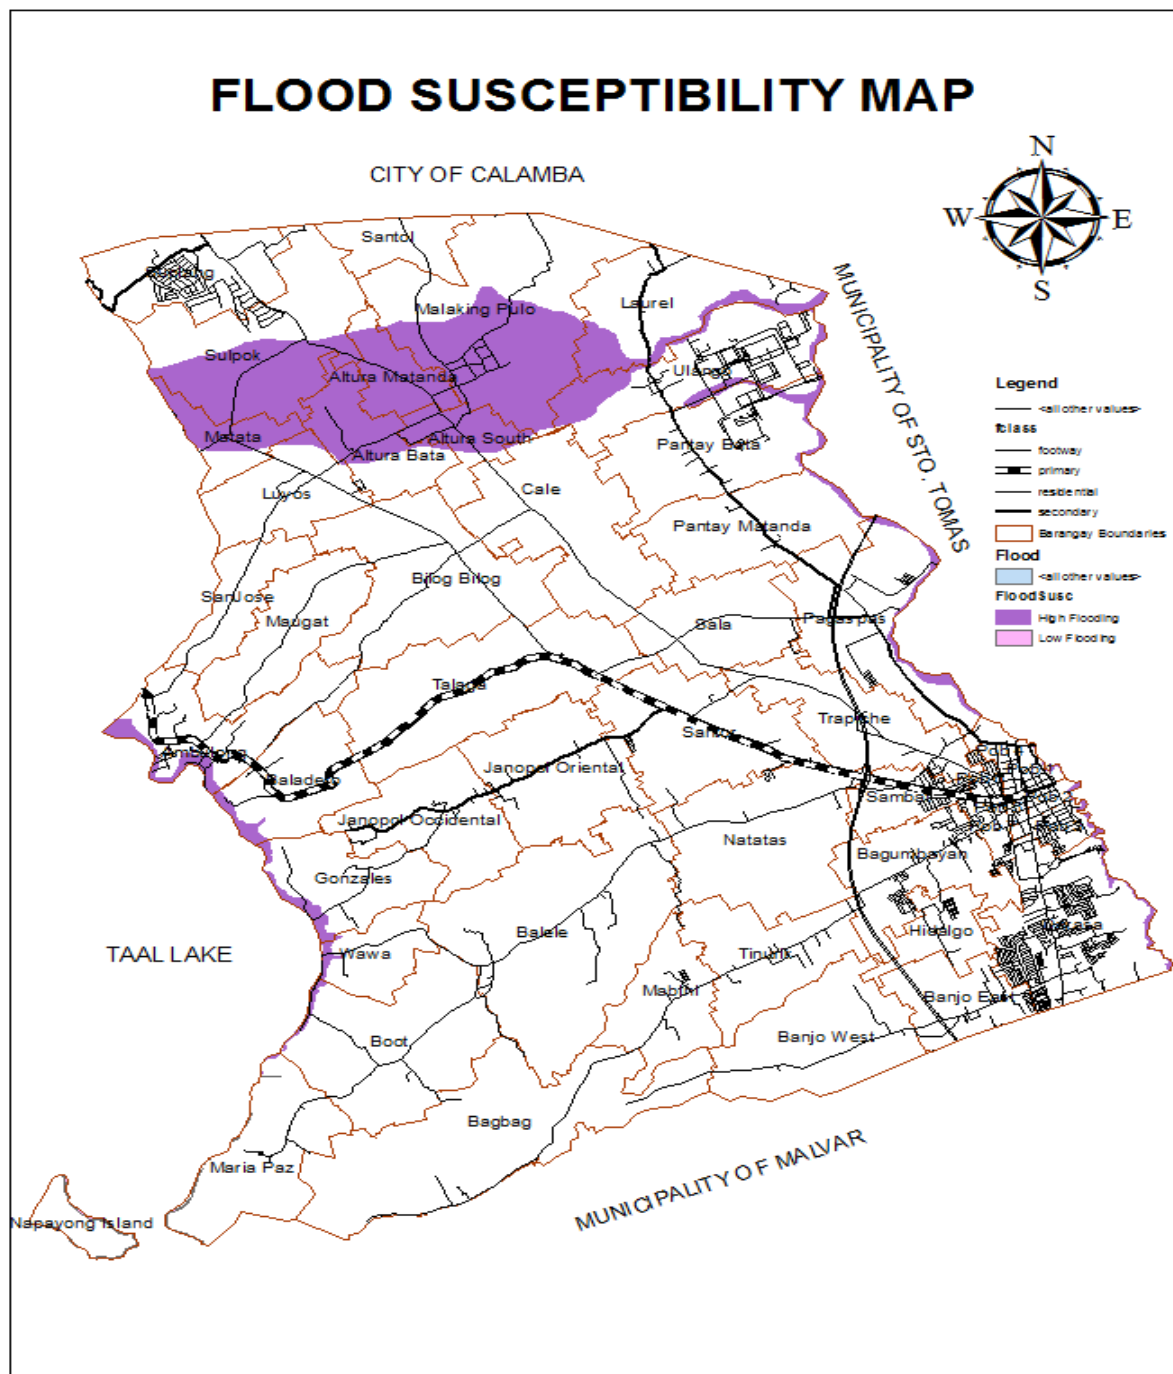 FLOOD SUSCEPTIBILITY MAP
CITY OF CALAMBA
N
W
E
S
MUNICIPALITY OF STO. TOMAS
Santol
Malaking Pulo
Laurel
Sulpok
Altura Matanda
Ulango
Matata
Altura South
Altura Bata
Pantay Bata
Luyos
Cale
Pantay Matanda
Bilog Bilog
San Jose
Maugat
Sala
Pagaspas
Talaga
Trapiche
Janopol Oriental
Baladero
Janopol Occidental
Sambat
Natatas
Bagumbayan
Gonzales
Balele
Hidalgo
TAAL LAKE
Wawa
Tinurik
Mabini
Banjo East
Banjo West
Boot
Bagbag
Maria Paz
MUNICIPALITY OF MALVAR
Napayong Island
Legend
<all other values>
fclass
footway
primary
residential
secondary
Barangay Boundaries
Flood
<all other values>
FloodSusc
High Flooding
Low Flooding